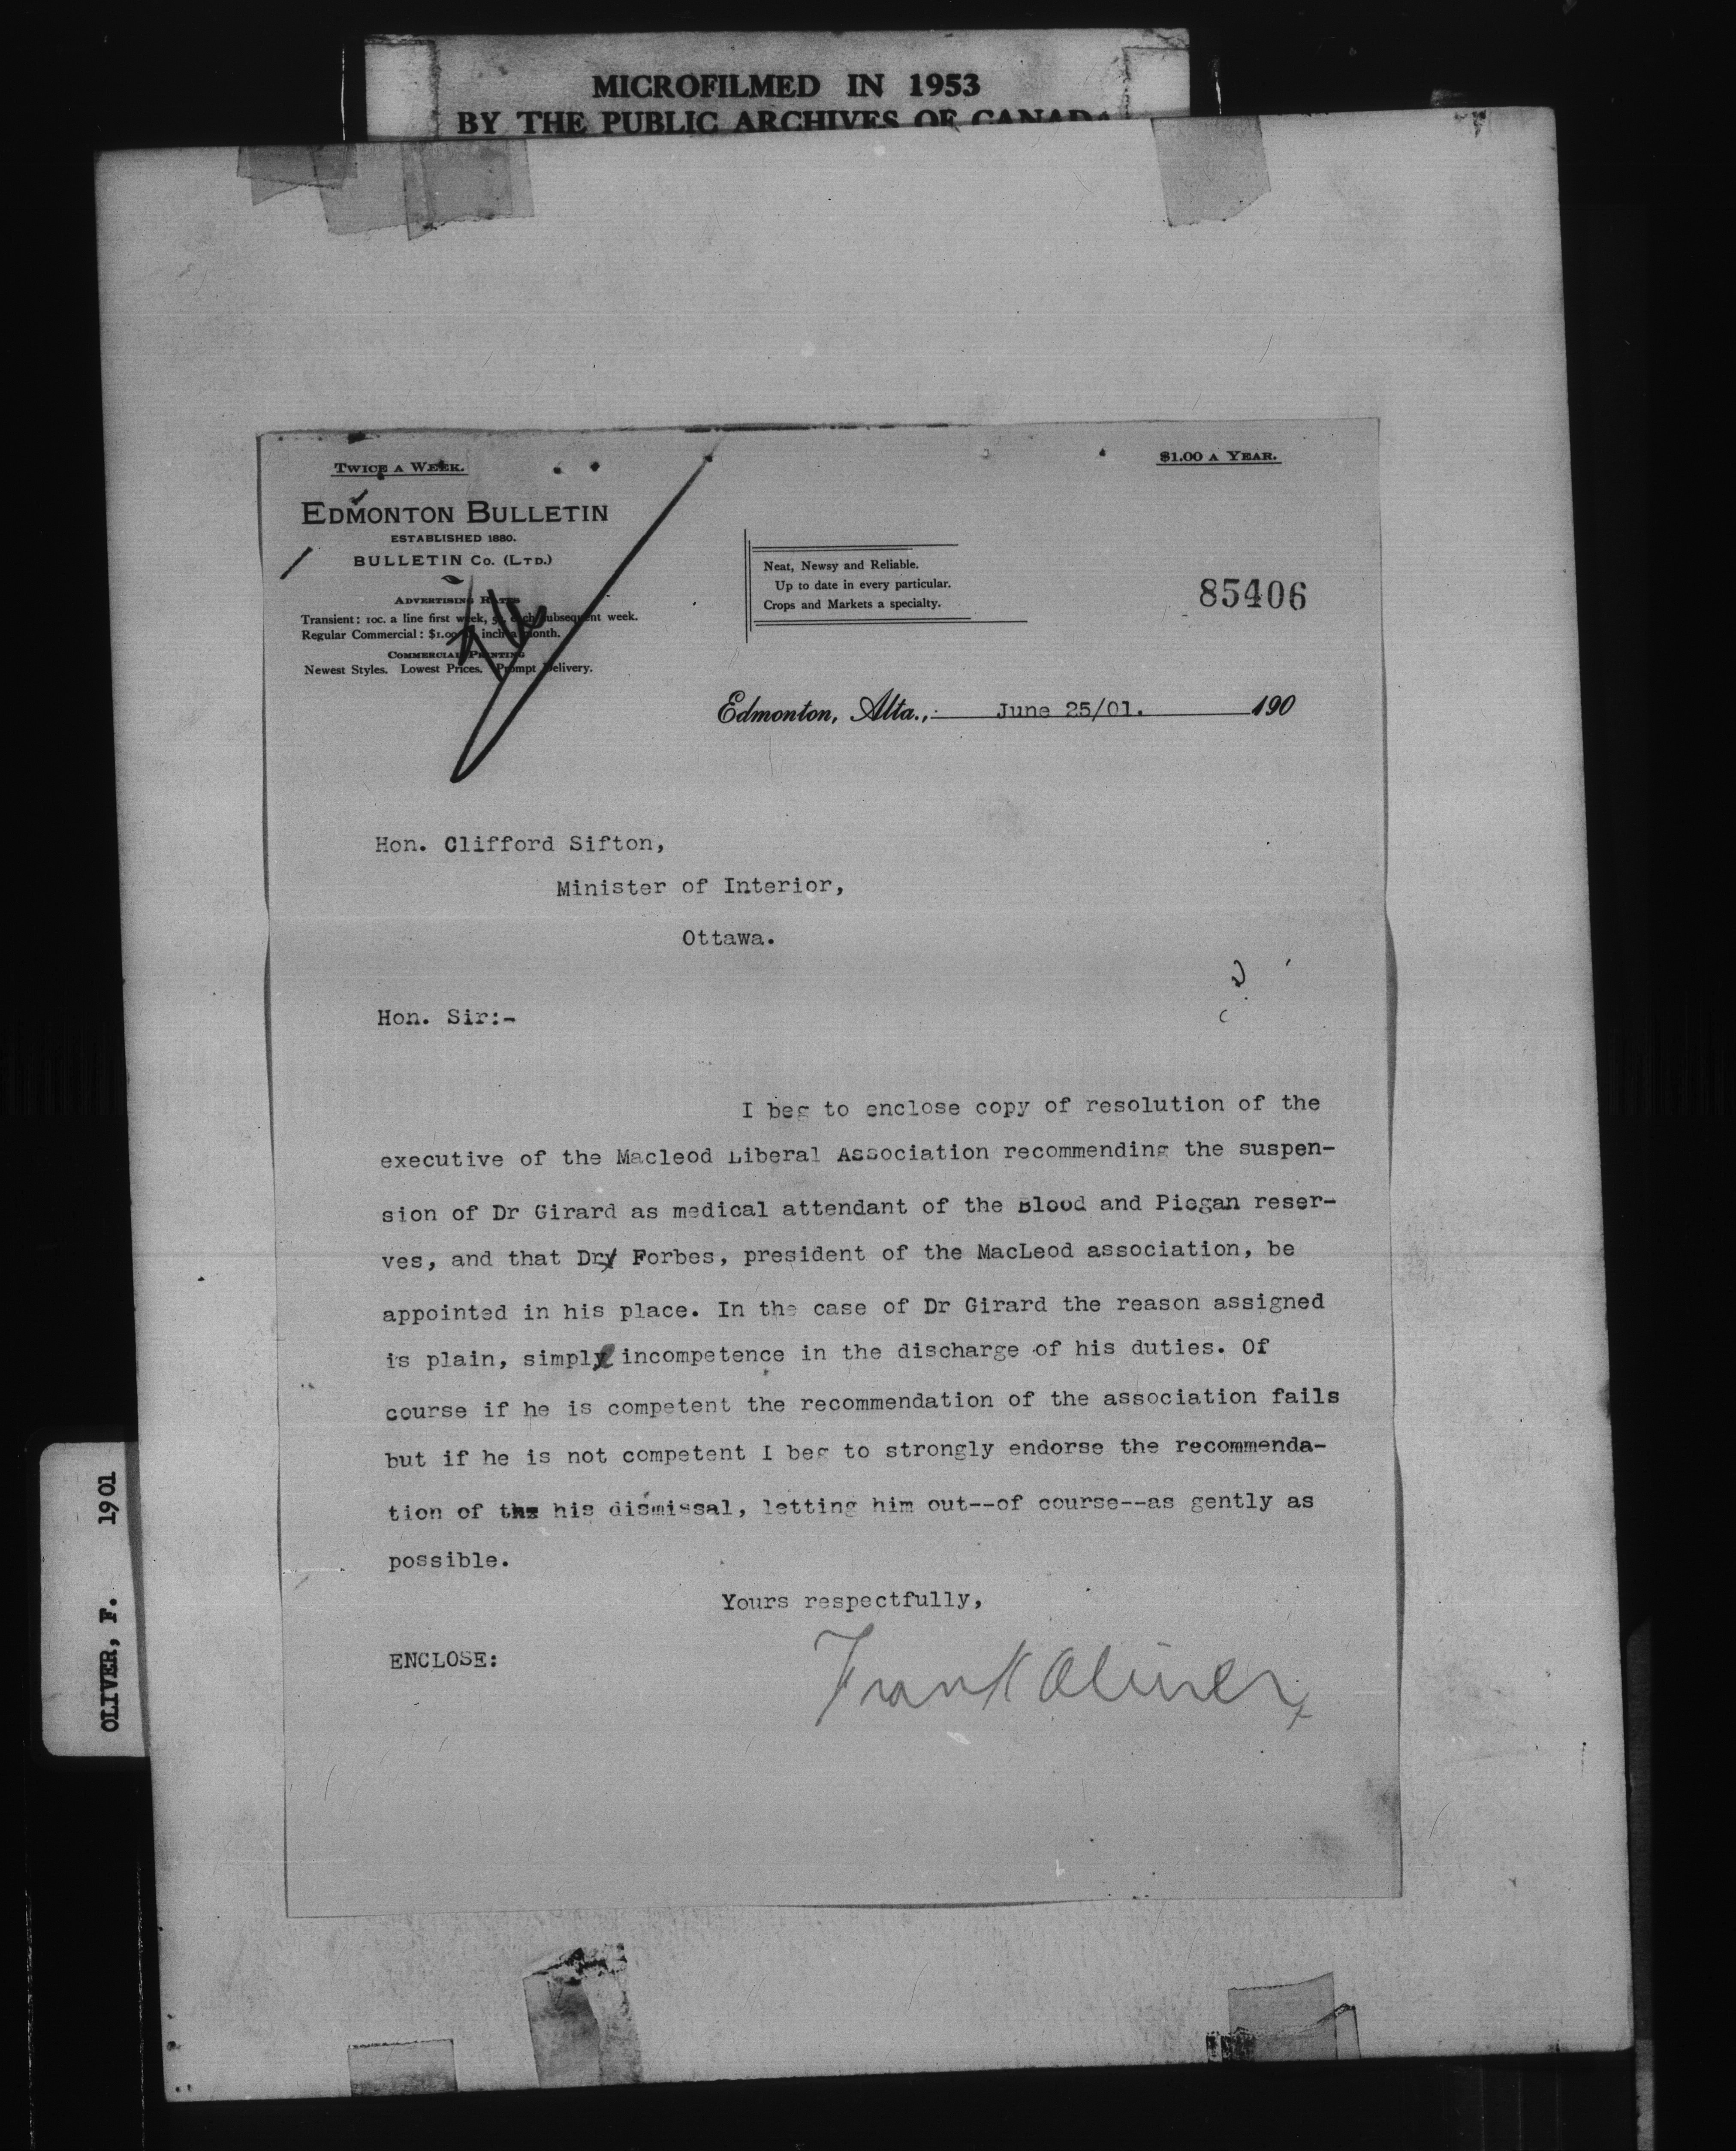 MICROFILMED IN 1953
BY THE PUBLIC ARCHIVES OF CANADA
TWICE A WEEK.
$1.00 A YEAR.
EDMONTON BULLETIN
ESTABLISHED 1880.
BULLETIN Co. (LTD.)
ADVERTISING RATES
Transient: 10c. a line first week, 5c. each subsequent week.
Regular Commercial: $1.00 inch a month.
COMMERCIAL PRINTING
Newest Styles. Lowest Prices. Prompt Delivery.
Neat, Newsy and Reliable.
Up to date in every particular.
Crops and Markets a specialty.
85406
Edmonton, Alta., June 25/01. 190
Hon. Clifford Sifton,
Minister of Interior,
Ottawa.
Hon. Sir:-
I beg to enclose copy of resolution of the
executive of the Macleod Liberal Association recommending the suspen-
sion of Dr Girard as medical attendant of the Blood and Piegan reser-
ves, and that Dr Forbes, president of the MacLeod association, be
appointed in his place. In the case of Dr Girard the reason assigned
is plain, simply incompetence in the discharge of his duties. Of
course if he is competent the recommendation of the association fails
but if he is not competent I beg to strongly endorse the recommenda-
tion of the his dismissal, letting him out--of course--as gently as
possible.
Yours respectfully,
ENCLOSE:
Frank Oliver
OLIVER, F. 1901